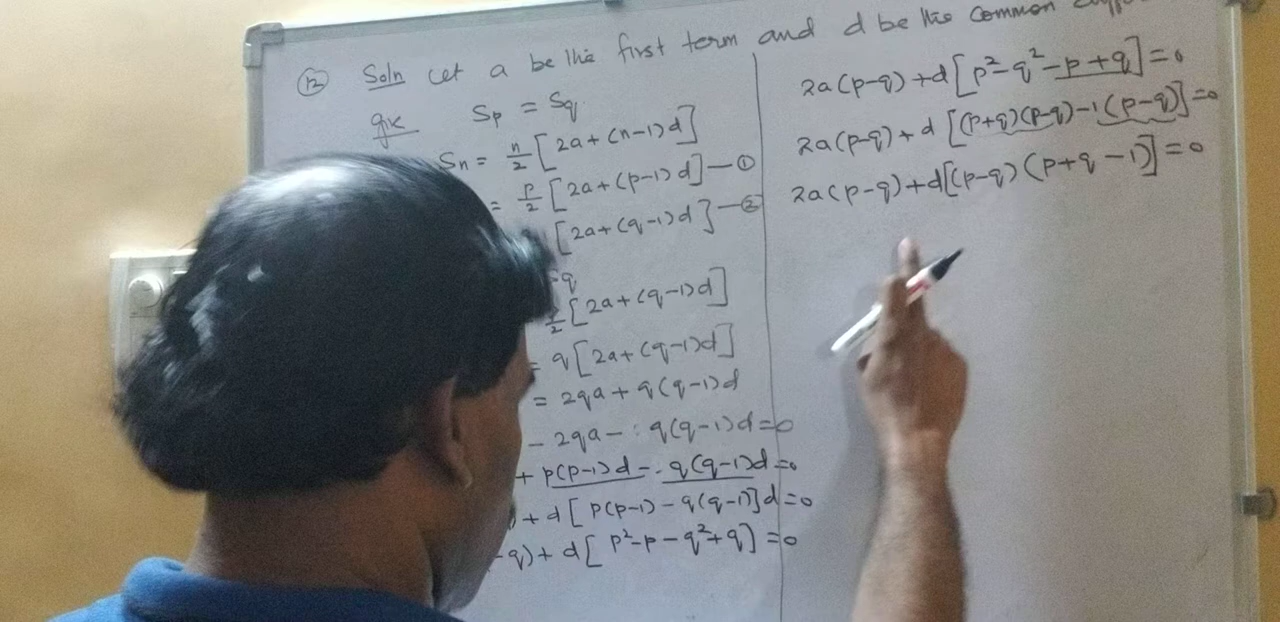 12 Soln Let a be the first term and d be the common
give Sp = Sq
Sn = n/2 [2a+(n-1)d]
= p/2 [2a+(p-1)d] — ①
[2a+(q-1)d] — ②
q
/2 [2a+(q-1)d]
= q[2a+(q-1)d]
= 2qa + q(q-1)d
- 2qa - q(q-1)d=0
+ p(p-1)d - q(q-1)d=0
) + d[p(p-1) - q(q-1)]d=0
-q) + d[p²-p-q²+q] = 0
2a(p-q) + d[p²-q²-p+q] = 0
2a(p-q) + d[(p+q)(p-q)-1(p-q)] = 0
2a(p-q) + d[(p-q)(p+q-1)] = 0